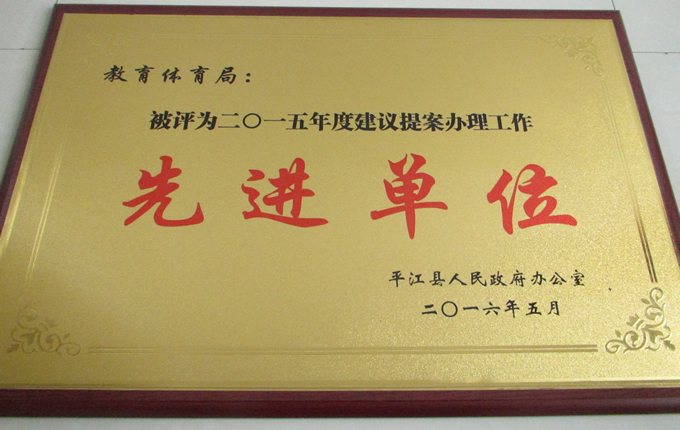 教育体育局：
被评为二〇一五年度建议提案办理工作
先进单位
平江县人民政府办公室
二〇一六年五月